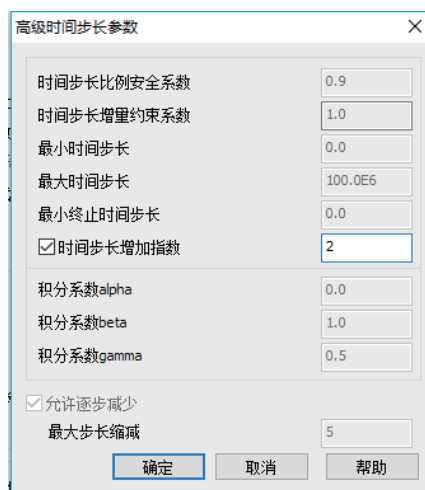 高级时间步长参数
时间步长比例安全系数 0.9
时间步长增量约束系数 1.0
最小时间步长 0.0
最大时间步长 100.0E6
最小终止时间步长 0.0
时间步长增加指数 2
积分系数alpha 0.0
积分系数beta 1.0
积分系数gamma 0.5
允许逐步减少
最大步长缩减 5
确定 取消 帮助